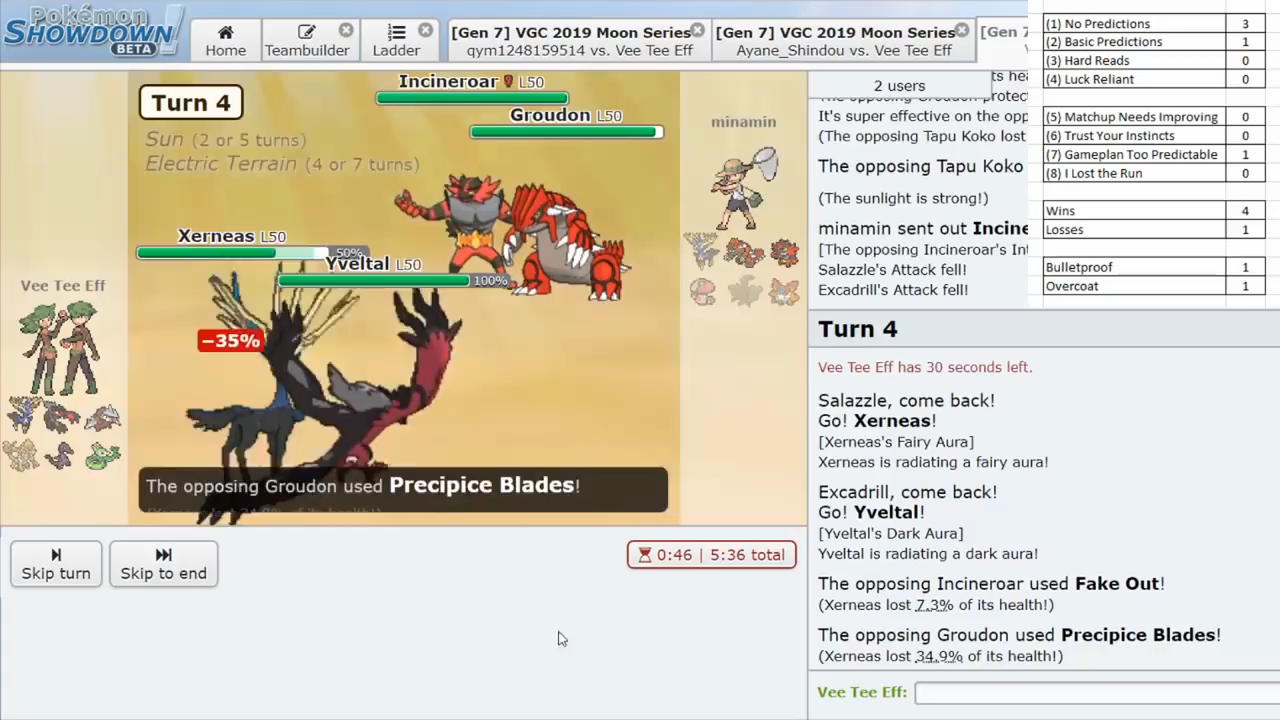 Pokémon
SHOWDOWN!
BETA
Home
Teambuilder
Ladder
[Gen 7] VGC 2019 Moon Series
qym1248159514 vs. Vee Tee Eff
[Gen 7] VGC 2019 Moon Series
Ayane_Shindou vs. Vee Tee Eff
[Gen 7
(1) No Predictions 3
(2) Basic Predictions 1
(3) Hard Reads 0
(4) Luck Reliant 0
(5) Matchup Needs Improving 0
(6) Trust Your Instincts 0
(7) Gameplan Too Predictable 1
(8) I Lost the Run 0
Wins 4
Losses 1
Bulletproof 1
Overcoat 1
Turn 4
Sun (2 or 5 turns)
Electric Terrain (4 or 7 turns)
Incineroar L50
Groudon L50
Xerneas L50
50%
Yveltal L50
100%
−35%
Vee Tee Eff
minamin
The opposing Groudon used Precipice Blades!
Skip turn
Skip to end
0:46 | 5:36 total
2 users
It's super effective on the opp
(The opposing Tapu Koko lost
The opposing Tapu Koko
(The sunlight is strong!)
minamin sent out Incine
[The opposing Incineroar's Int
Salazzle's Attack fell!
Excadrill's Attack fell!
Turn 4
Vee Tee Eff has 30 seconds left.
Salazzle, come back!
Go! Xerneas!
[Xerneas's Fairy Aura]
Xerneas is radiating a fairy aura!
Excadrill, come back!
Go! Yveltal!
[Yveltal's Dark Aura]
Yveltal is radiating a dark aura!
The opposing Incineroar used Fake Out!
(Xerneas lost 7.3% of its health!)
The opposing Groudon used Precipice Blades!
(Xerneas lost 34.9% of its health!)
Vee Tee Eff: